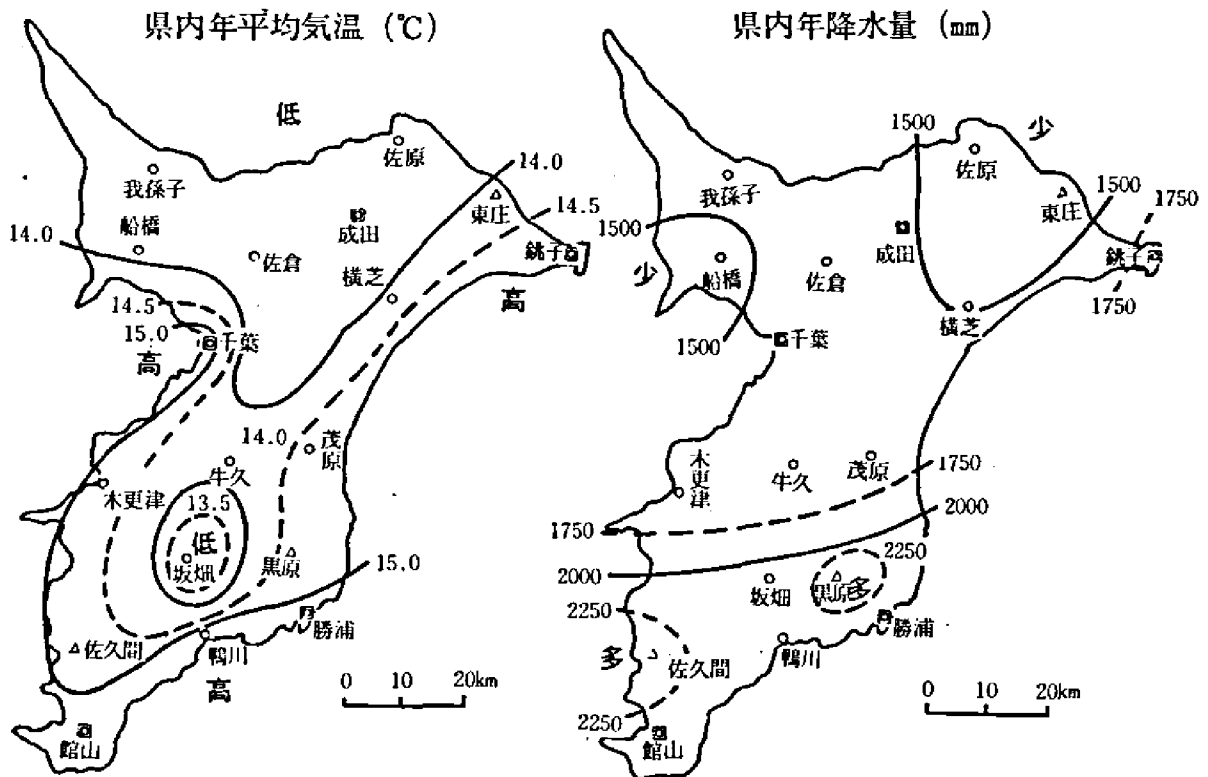 県内年平均気温 (℃)
低
佐原
14.0
我孫子
東庄
14.5
船橋
成田
14.0
佐倉
銚子
横芝
高
14.5
15.0
千葉
高
14.0
茂原
牛久
木更津
13.5
低
坂畑
黒原
15.0
勝浦
佐久間
鴨川
高
0 10 20km
館山
県内年降水量 (㎜)
1500
少
佐原
我孫子
1500
1750
東庄
1500
成田
銚子
少
船橋
佐倉
1750
横芝
1500
千葉
木更津
牛久
茂原
1750
1750
2000
2250
2000
坂畑
黒原
多
2250
勝浦
多
佐久間
鴨川
2250
0 10 20km
館山